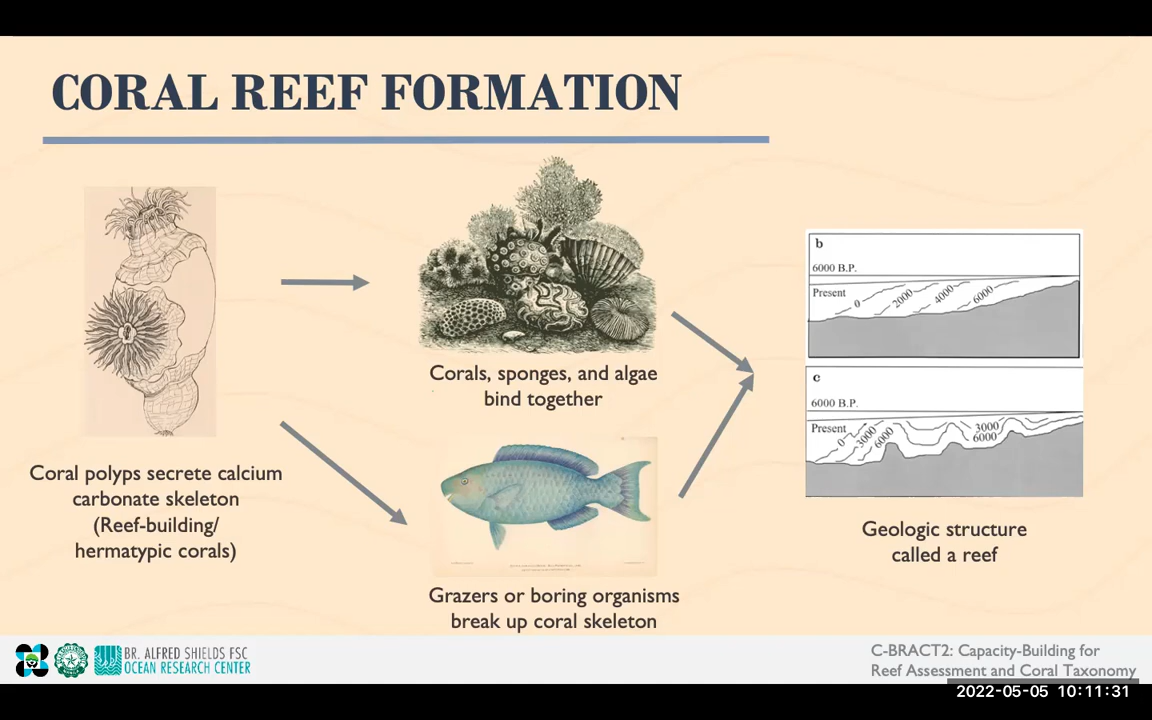 CORAL REEF FORMATION
Coral polyps secrete calcium
carbonate skeleton
(Reef-building/
hermatypic corals)
Corals, sponges, and algae
bind together
Grazers or boring organisms
break up coral skeleton
b
6000 B.P.
Present
0
2000
4000
6000
c
6000 B.P.
Present
0
3000
6000
3000
6000
Geologic structure
called a reef
BR. ALFRED SHIELDS FSC
OCEAN RESEARCH CENTER
C-BRACT2: Capacity-Building for
Reef Assessment and Coral Taxonomy
2022-05-05 10:11:31